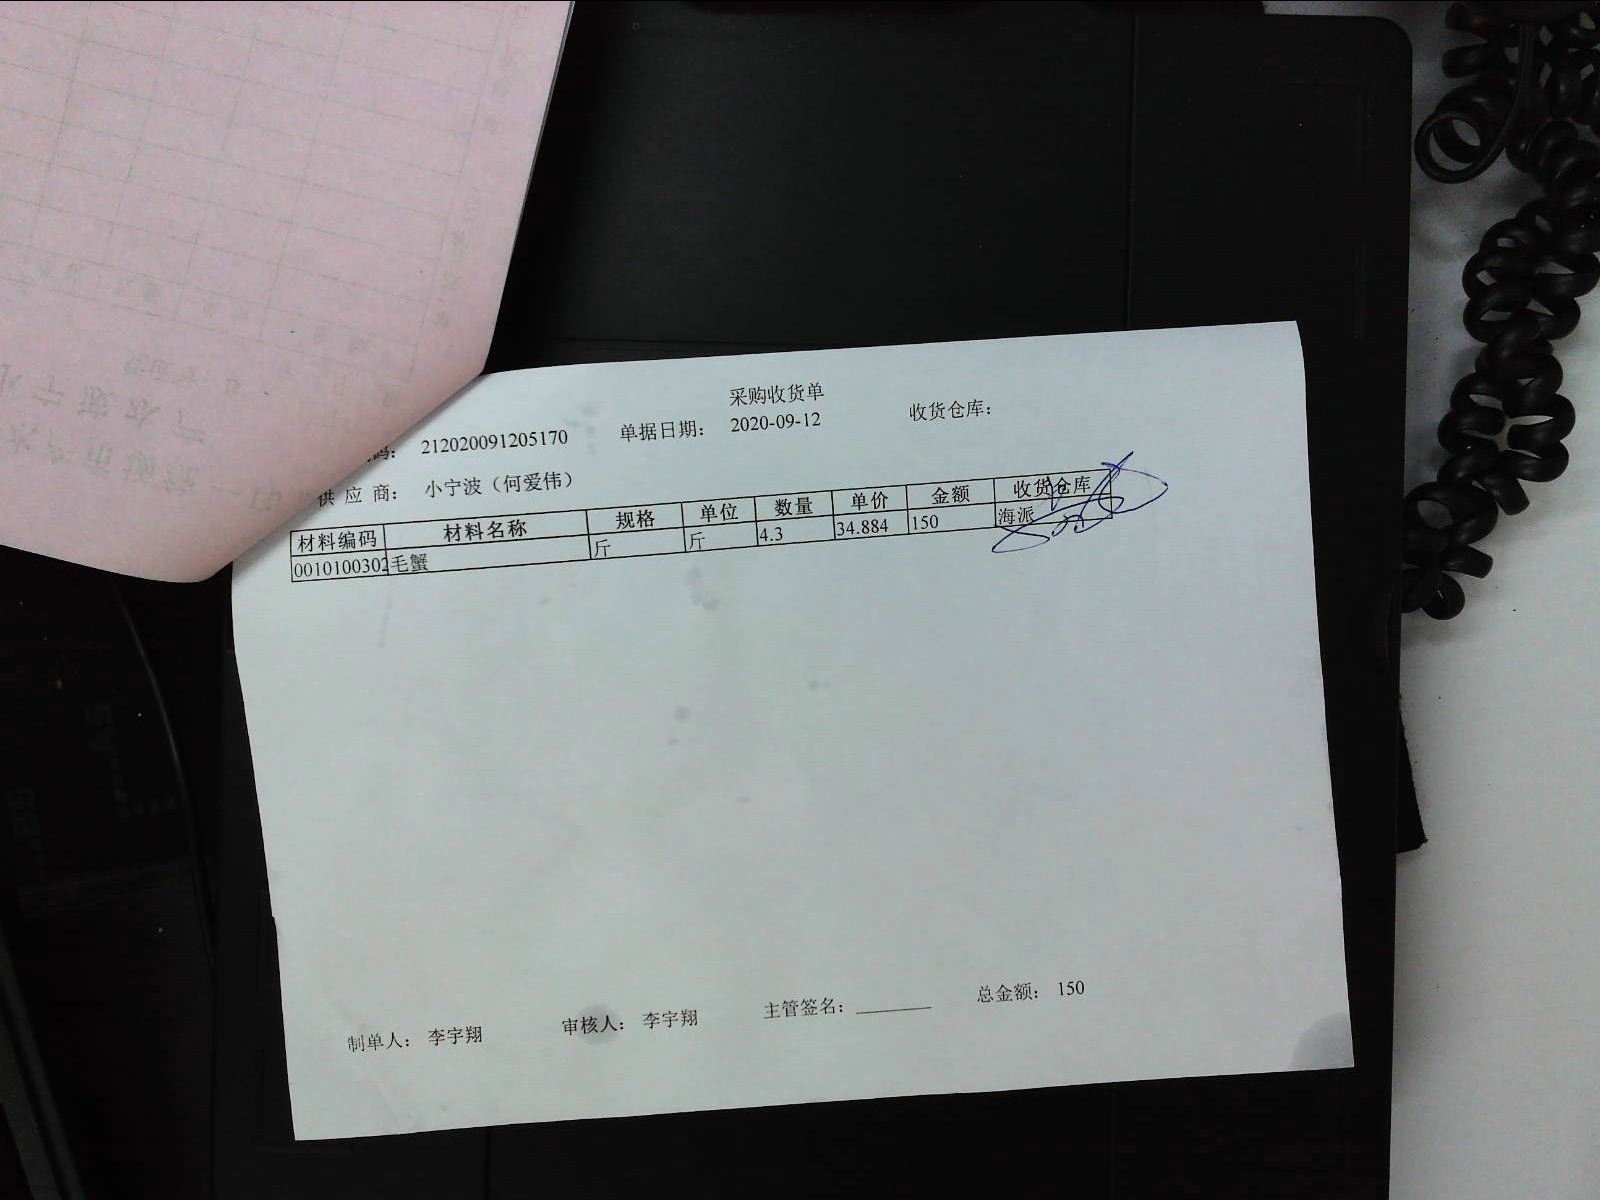 采购收货单
码: 212020091205170 单据日期: 2020-09-12 收货仓库:
供 应 商: 小宁波（何爱伟）
材料编码 材料名称 规格 单位 数量 单价 金额 收货仓库
0010100302 毛蟹 斤 斤 4.3 34.884 150 海派
制单人: 李宇翔 审核人: 李宇翔 主管签名: 总金额: 150